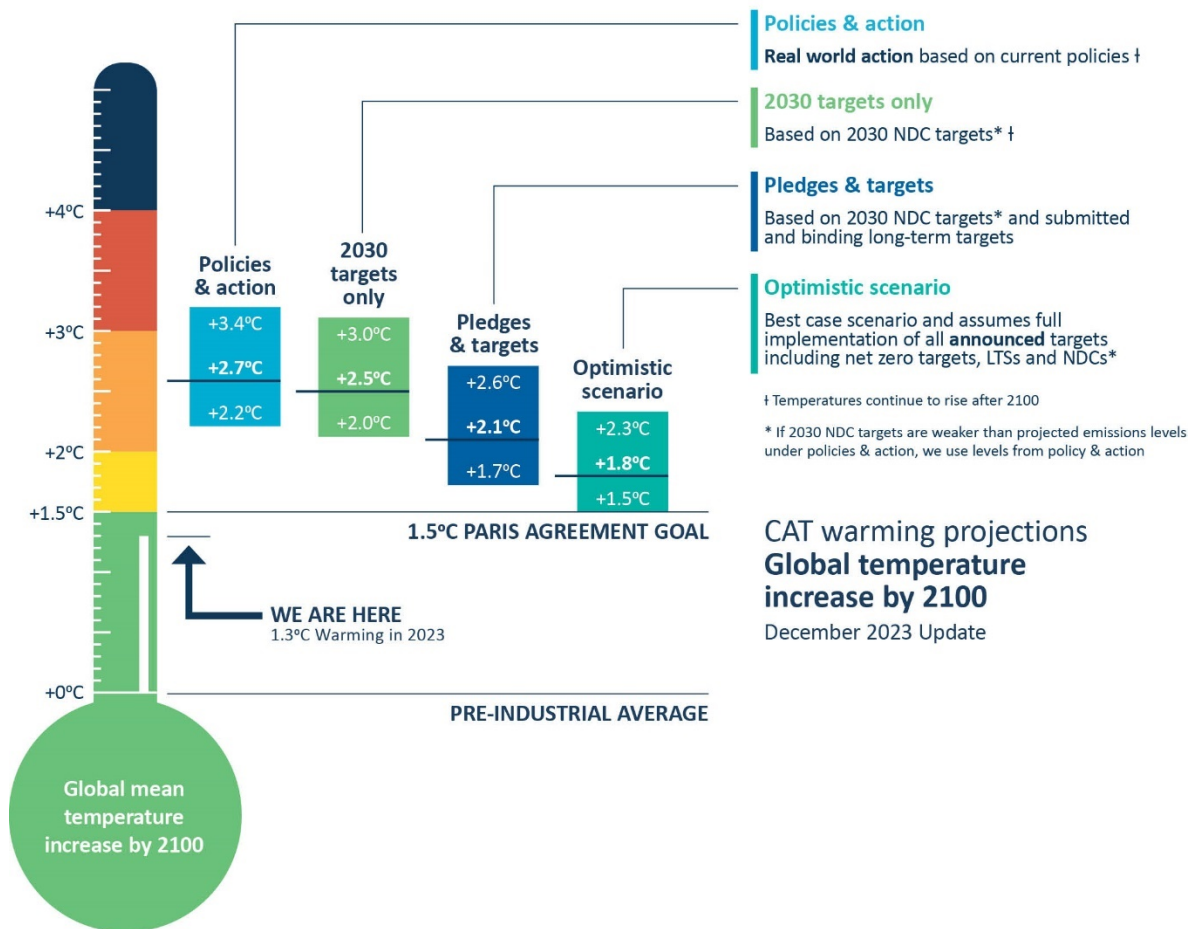 Policies & action
Real world action based on current policies ƚ
2030 targets only
Based on 2030 NDC targets* ƚ
Pledges & targets
Based on 2030 NDC targets* and submitted
and binding long-term targets
Optimistic scenario
Best case scenario and assumes full
implementation of all announced targets
including net zero targets, LTSs and NDCs*
ƚ Temperatures continue to rise after 2100
* If 2030 NDC targets are weaker than projected emissions levels
under policies & action, we use levels from policy & action
CAT warming projections
Global temperature
increase by 2100
December 2023 Update
+4ºC
+3ºC
+2ºC
+1.5ºC
+0ºC
Policies
& action
+3.4ºC
+2.7ºC
+2.2ºC
2030
targets
only
+3.0ºC
+2.5ºC
+2.0ºC
Pledges
& targets
+2.6ºC
+2.1ºC
+1.7ºC
Optimistic
scenario
+2.3ºC
+1.8ºC
+1.5ºC
1.5ºC PARIS AGREEMENT GOAL
WE ARE HERE
1.3ºC Warming in 2023
PRE-INDUSTRIAL AVERAGE
Global mean
temperature
increase by 2100